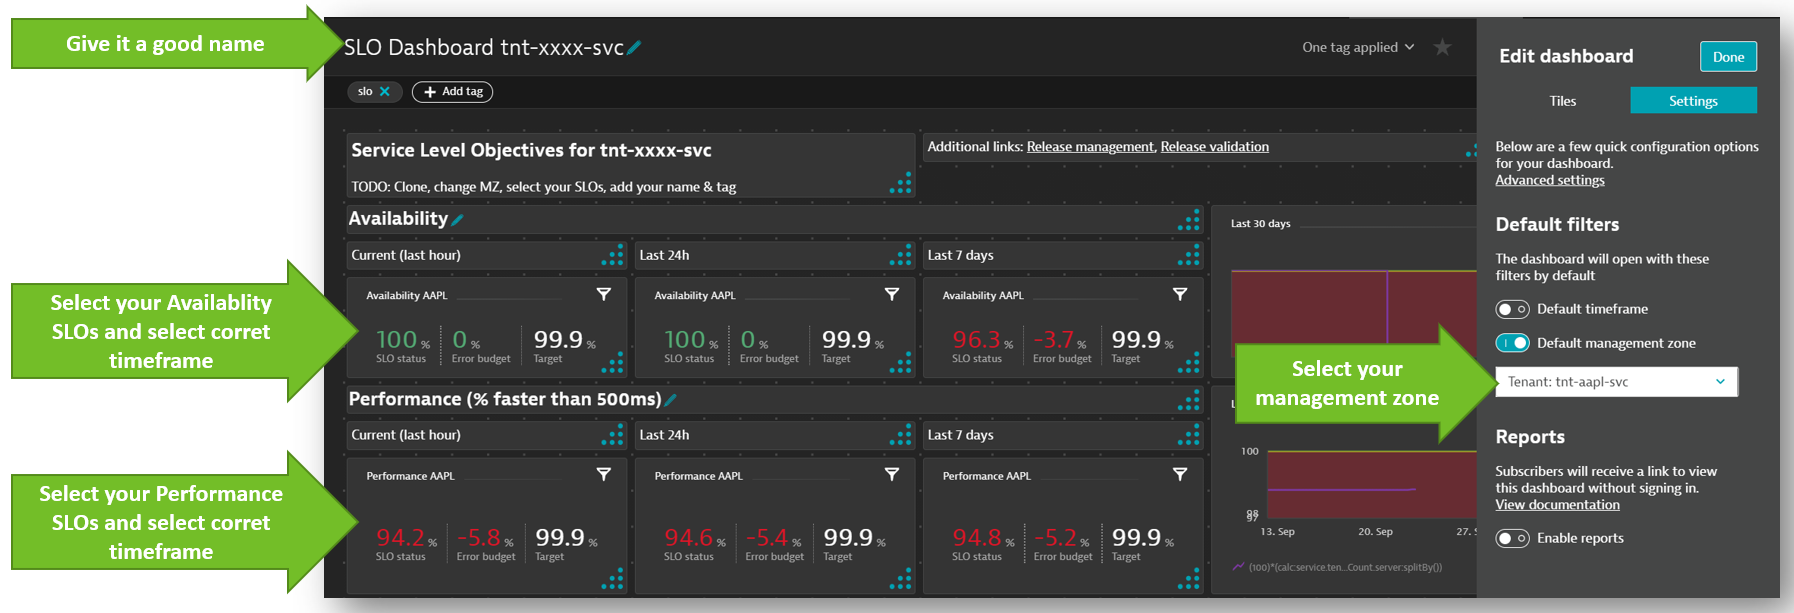 Give it a good name
SLO Dashboard tnt-xxxx-svc
One tag applied
slo
Add tag
Service Level Objectives for tnt-xxxx-svc
TODO: Clone, change MZ, select your SLOs, add your name & tag
Additional links: Release management, Release validation
Availability
Current (last hour)
Last 24h
Last 7 days
Last 30 days
Select your Availablity
SLOs and select corret
timeframe
Availability AAPL
100 % 0 % 99.9 %
SLO status Error budget Target
Availability AAPL
100 % 0 % 99.9 %
SLO status Error budget Target
Availability AAPL
96.3 % -3.7 % 99.9 %
SLO status Error budget Target
Performance (% faster than 500ms)
Current (last hour)
Last 24h
Last 7 days
Select your Performance
SLOs and select corret
timeframe
Performance AAPL
94.2 % -5.8 % 99.9 %
SLO status Error budget Target
Performance AAPL
94.6 % -5.4 % 99.9 %
SLO status Error budget Target
Performance AAPL
94.8 % -5.2 % 99.9 %
SLO status Error budget Target
100
98
97
13. Sep 20. Sep 27.
(100)*(calc:service.ten...Count.server:splitBy())
Select your
management zone
Edit dashboard
Done
Tiles
Settings
Below are a few quick configuration options
for your dashboard.
Advanced settings
Default filters
The dashboard will open with these
filters by default
Default timeframe
Default management zone
Tenant: tnt-aapl-svc
Reports
Subscribers will receive a link to view
this dashboard without signing in.
View documentation
Enable reports